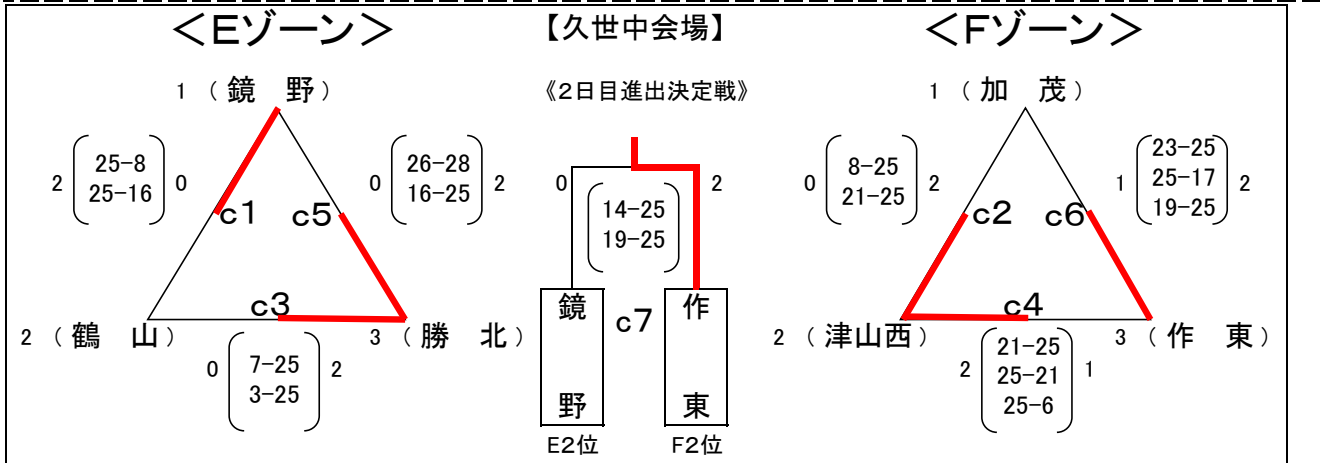 ＜Eゾーン＞
【久世中会場】
＜Fゾーン＞
1 （鏡　野）
《2日目進出決定戦》
1 （加　茂）
2 25-8 0
25-16
c1
0 26-28 2
16-25
c5
0 2
14-25
19-25
0 8-25 2
21-25
c2
1 23-25 2
25-17
19-25
c6
c3
2 （鶴　山）
3 （勝　北）
0 7-25 2
3-25
鏡　野
c7
作　東
E2位
F2位
c4
2 （津山西）
3 （作　東）
2 21-25 1
25-21
25-6